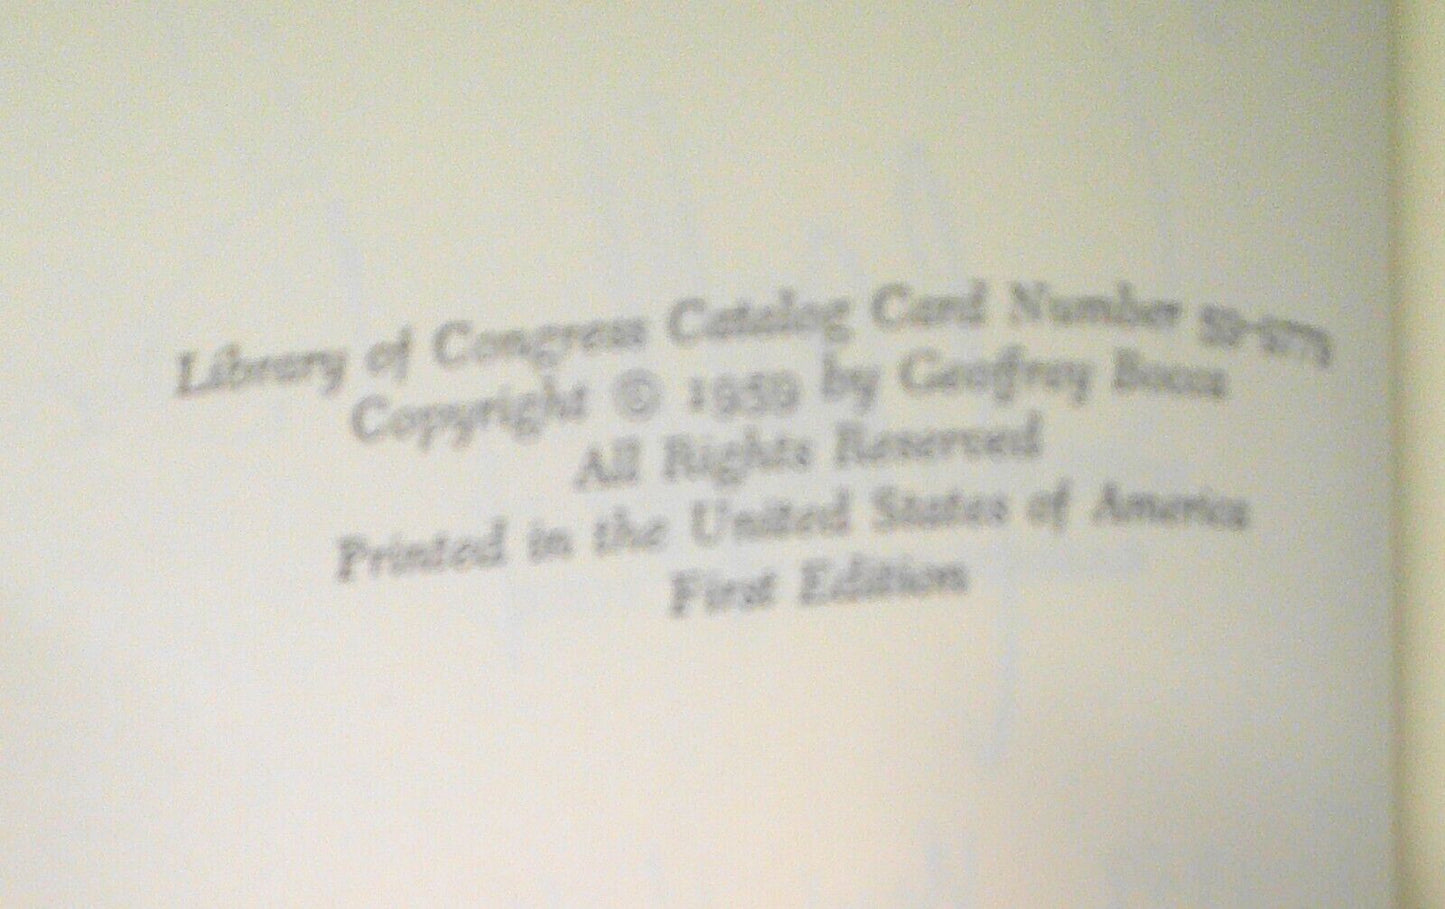 Library of Congress Catalog Card Number
Copyright © 1959 by Geoffrey Bocca
All Rights Reserved
Printed in the United States of America
First Edition